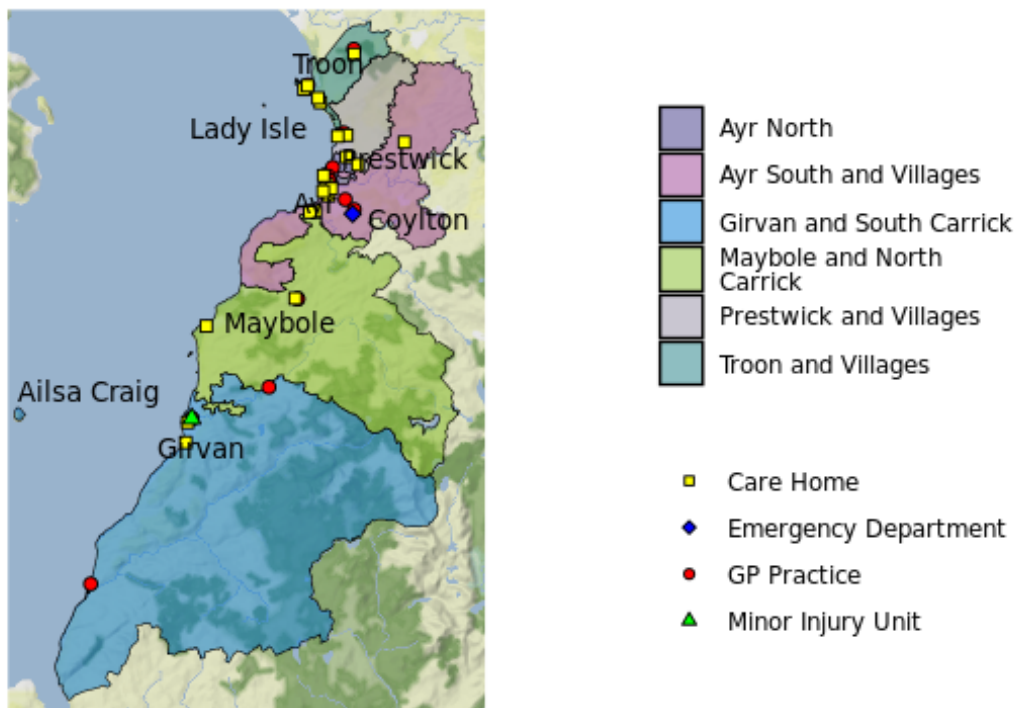 Troon
Lady Isle
Prestwick
Ayr
Coylton
Maybole
Ailsa Craig
Girvan
Ayr North
Ayr South and Villages
Girvan and South Carrick
Maybole and North
Carrick
Prestwick and Villages
Troon and Villages
Care Home
Emergency Department
GP Practice
Minor Injury Unit